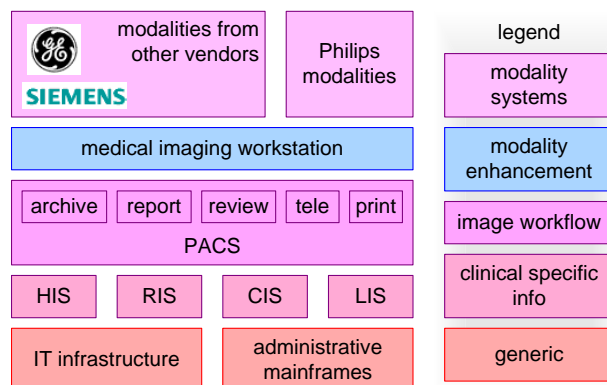 modalities from
other vendors
GE
SIEMENS
Philips
modalities
medical imaging workstation
archive report review tele print
PACS
HIS RIS CIS LIS
IT infrastructure
administrative
mainframes
legend
modality
systems
modality
enhancement
image workflow
clinical specific
info
generic